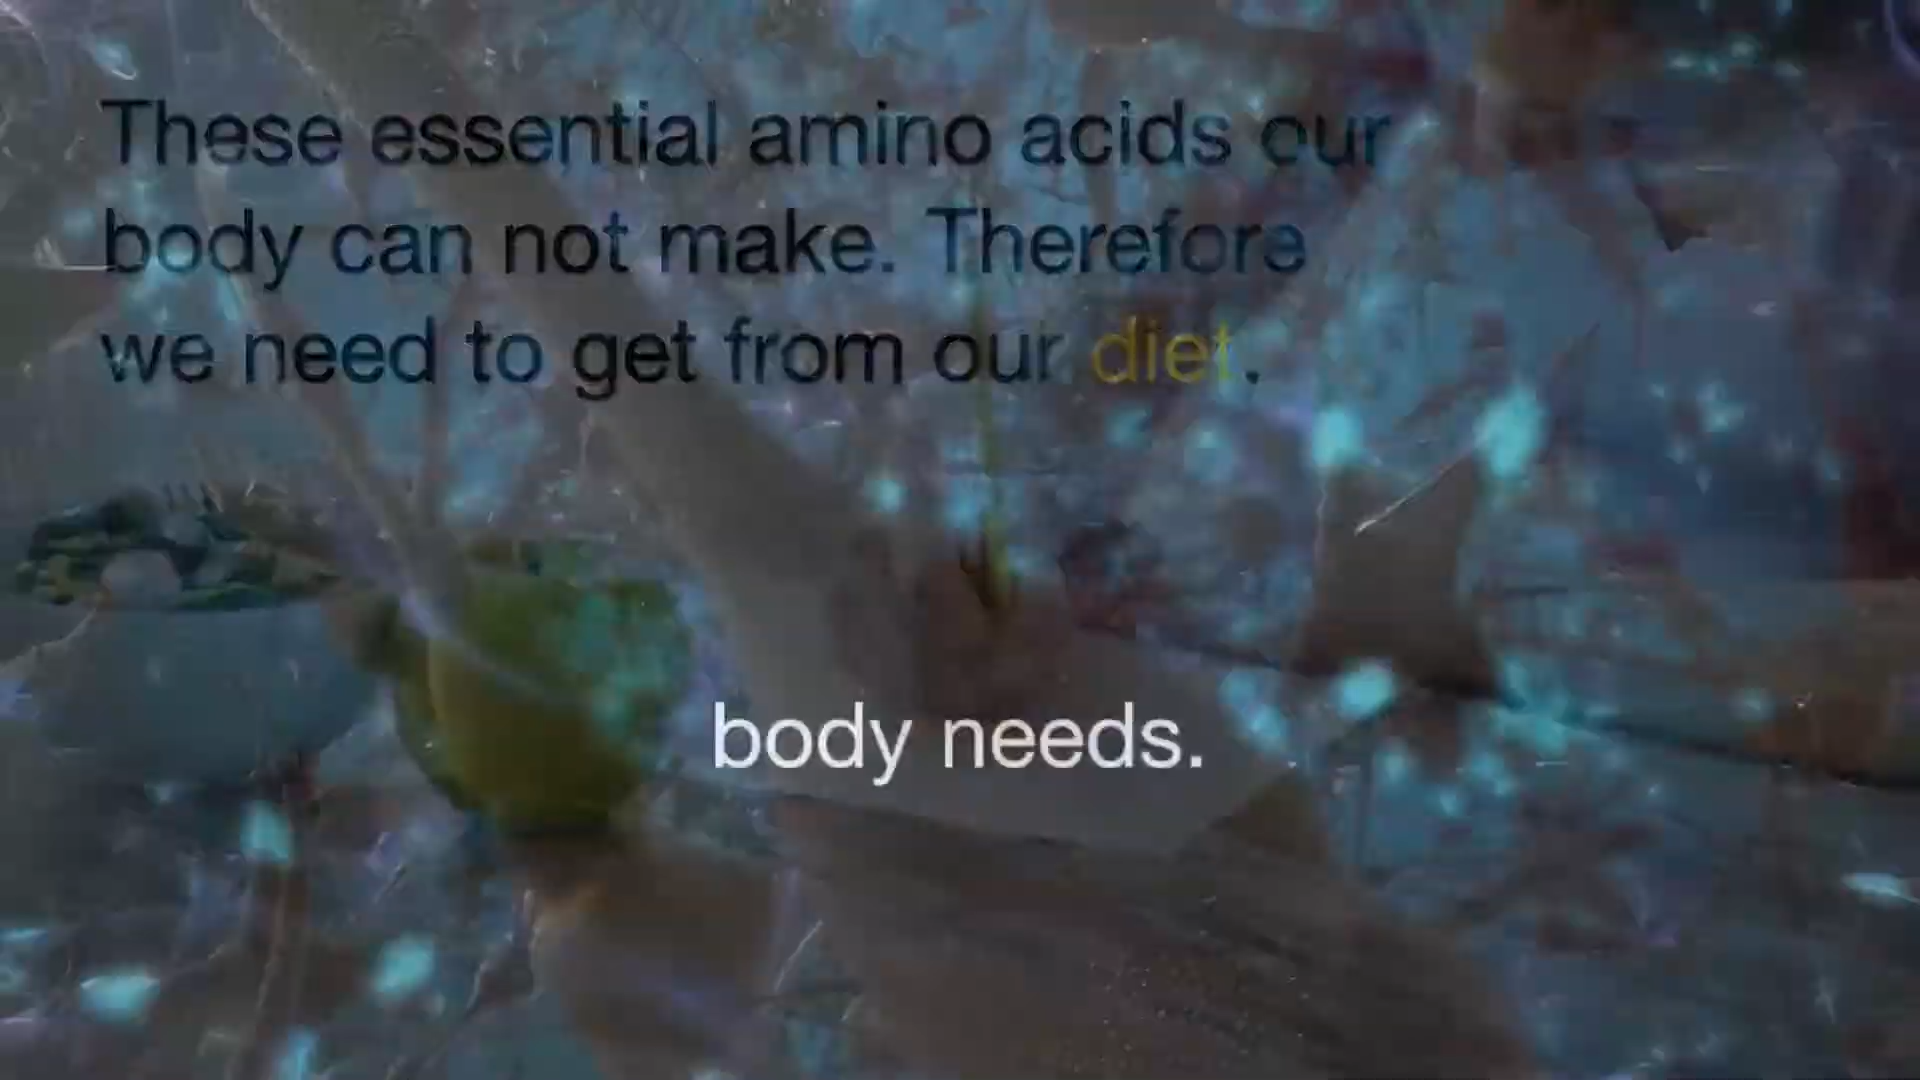 These essential amino acids our
body can not make. Therefore
we need to get from our diet.
body needs.